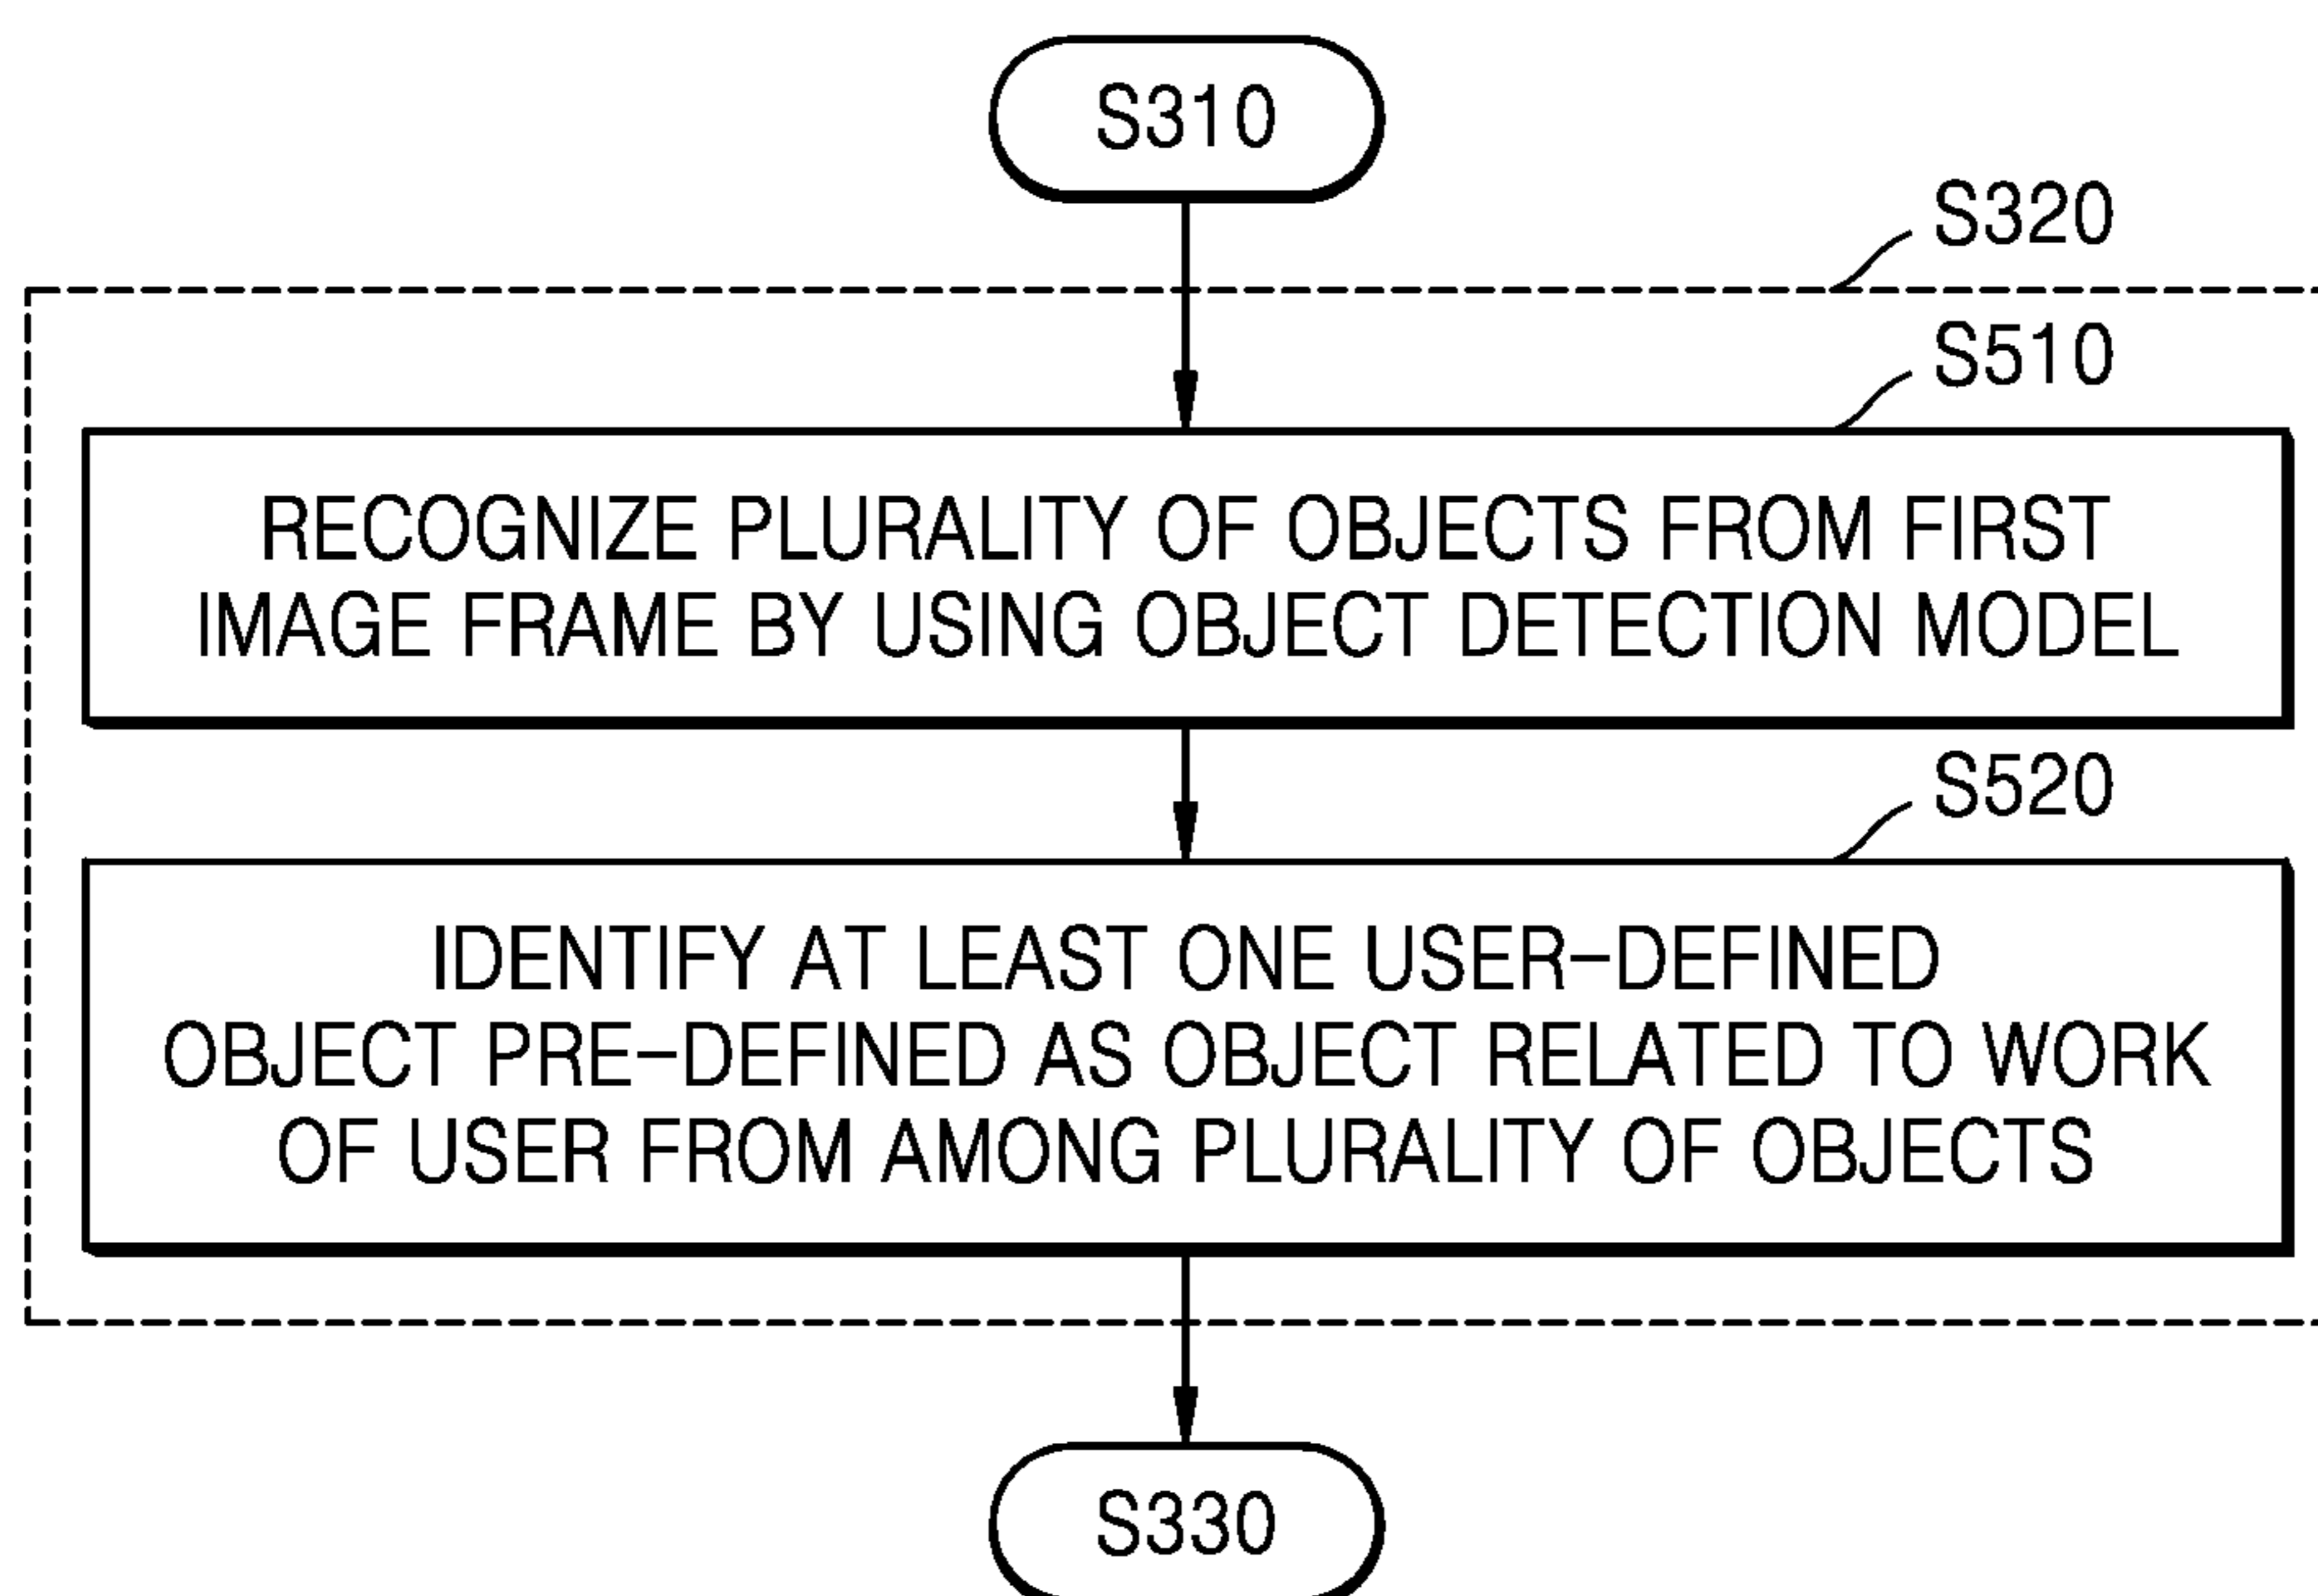 S310
S320
S510
RECOGNIZE PLURALITY OF OBJECTS FROM FIRST
IMAGE FRAME BY USING OBJECT DETECTION MODEL
S520
IDENTIFY AT LEAST ONE USER-DEFINED
OBJECT PRE-DEFINED AS OBJECT RELATED TO WORK
OF USER FROM AMONG PLURALITY OF OBJECTS
S330